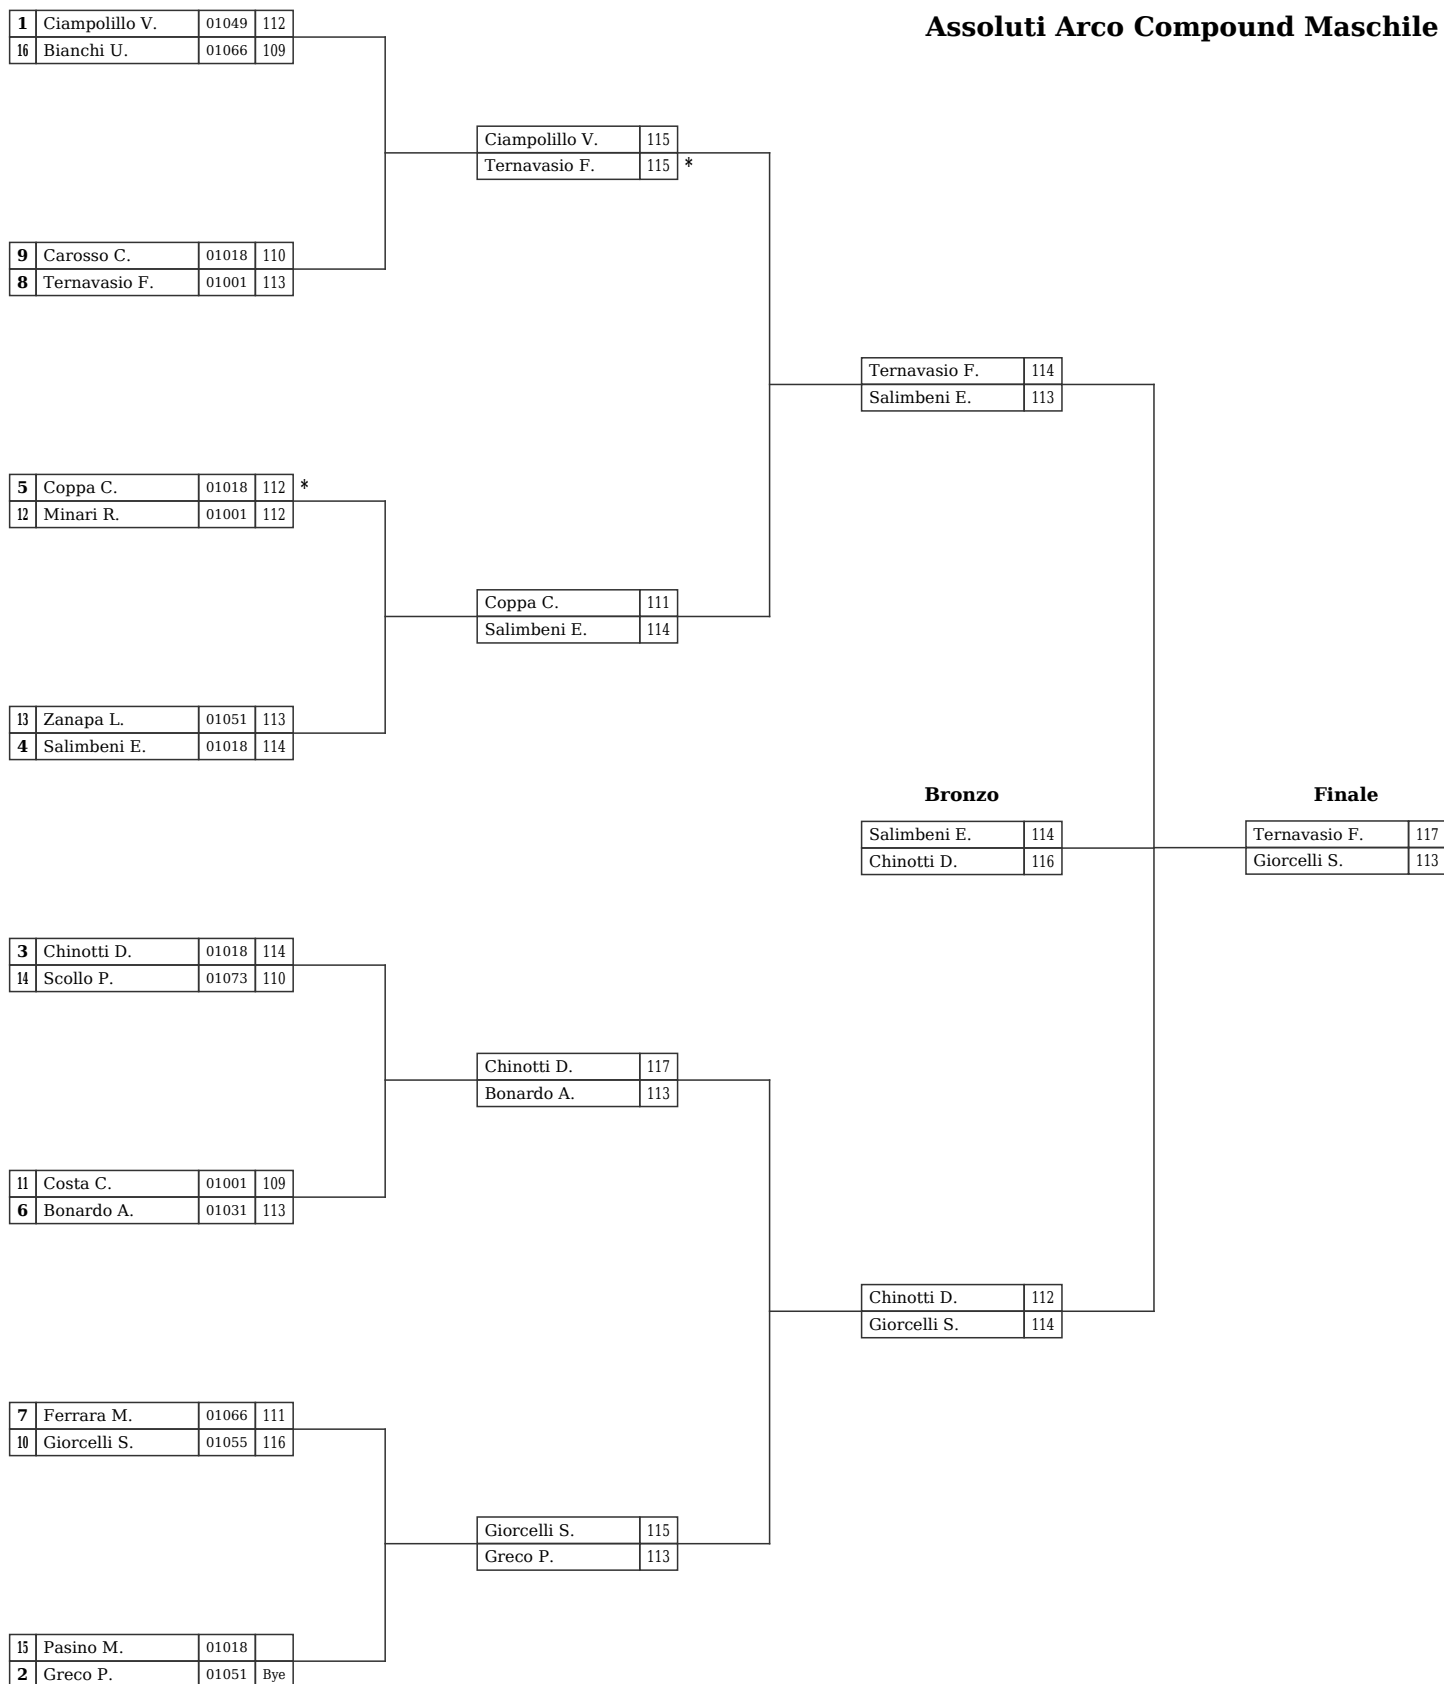 Assoluti Arco Compound Maschile
1 Ciampolillo V. 01049 112
16 Bianchi U. 01066 109
Ciampolillo V. 115
Ternavasio F. 115 *
9 Carosso C. 01018 110
8 Ternavasio F. 01001 113
Ternavasio F. 114
Salimbeni E. 113
5 Coppa C. 01018 112 *
12 Minari R. 01001 112
Coppa C. 111
Salimbeni E. 114
13 Zanapa L. 01051 113
4 Salimbeni E. 01018 114
Bronzo
Salimbeni E. 114
Chinotti D. 116
Finale
Ternavasio F. 117
Giorcelli S. 113
3 Chinotti D. 01018 114
14 Scollo P. 01073 110
Chinotti D. 117
Bonardo A. 113
11 Costa C. 01001 109
6 Bonardo A. 01031 113
Chinotti D. 112
Giorcelli S. 114
7 Ferrara M. 01066 111
10 Giorcelli S. 01055 116
Giorcelli S. 115
Greco P. 113
15 Pasino M. 01018
2 Greco P. 01051 Bye